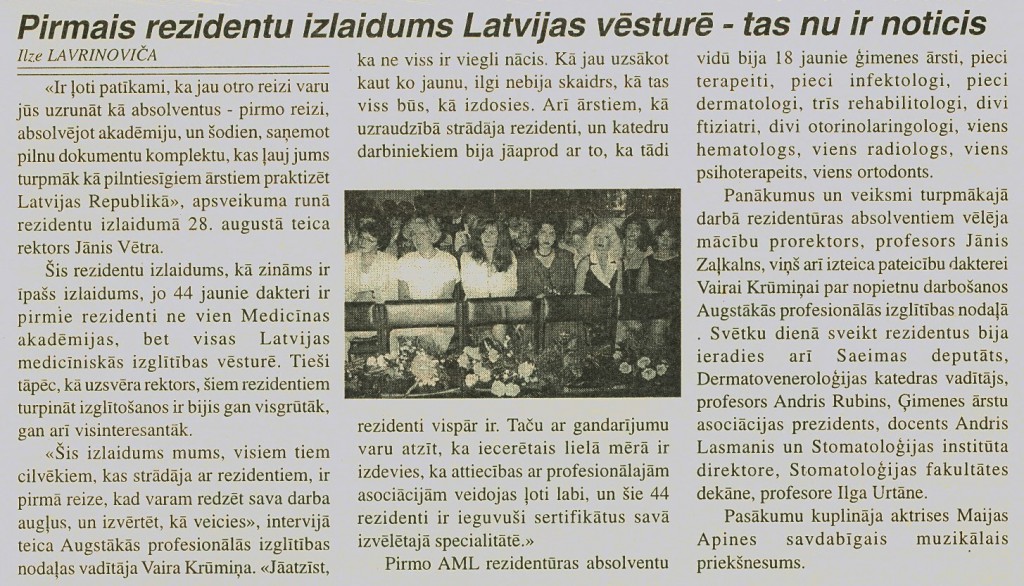 Pirmais rezidentu izlaidums Latvijas vēsturē - tas nu ir noticis
Ilze LAVRINOVIČA
«Ir ļoti patīkami, ka jau otro reizi varu
jūs uzrunāt kā absolventus - pirmo reizi,
absolvējot akadēmiju, un šodien, saņemot
pilnu dokumentu komplektu, kas ļauj jums
turpmāk kā pilntiesīgiem ārstiem praktizēt
Latvijas Republikā», apsveikuma runā
rezidentu izlaidumā 28. augustā teica
rektors Jānis Vētra.
Šis rezidentu izlaidums, kā zināms ir
īpašs izlaidums, jo 44 jaunie dakteri ir
pirmie rezidenti ne vien Medicīnas
akadēmijas, bet visas Latvijas
medicīniskās izglītības vēsturē. Tieši
tāpēc, kā uzsvēra rektors, šiem rezidentiem
turpināt izglītošanos ir bijis gan visgrūtāk,
gan arī visinteresantāk.
«Šis izlaidums mums, visiem tiem
cilvēkiem, kas strādāja ar rezidentiem, ir
pirmā reize, kad varam redzēt sava darba
augļus, un izvērtēt, kā veicies», intervijā
teica Augstākās profesionālās izglītības
nodaļas vadītāja Vaira Krūmiņa. «Jāatzīst,
ka ne viss ir viegli nācis. Kā jau uzsākot
kaut ko jaunu, ilgi nebija skaidrs, kā tas
viss būs, kā izdosies. Arī ārstiem, kā
uzraudzībā strādāja rezidenti, un katedru
darbiniekiem bija jāaprod ar to, ka tādi
rezidenti vispār ir. Taču ar gandarījumu
varu atzīt, ka iecerētais lielā mērā ir
izdevies, ka attiecības ar profesionālajām
asociācijām veidojas ļoti labi, un šie 44
rezidenti ir ieguvuši sertifikātus savā
izvēlētajā specialitātē.»
Pirmo AML rezidentūras absolventu
vidū bija 18 jaunie ģimenes ārsti, pieci
terapeiti, pieci infektologi, pieci
dermatologi, trīs rehabilitologi, divi
ftiziatri, divi otorinolaringologi, viens
hematologs, viens radiologs, viens
psihoterapeits, viens ortodonts.
Panākumus un veiksmi turpmākajā
darbā rezidentūras absolventiem vēlēja
mācību prorektors, profesors Jānis
Zaļkalns, viņš arī izteica pateicību dakterei
Vairai Krūmiņai par nopietnu darbošanos
Augstākās profesionālās izglītības nodaļā
. Svētku dienā sveikt rezidentus bija
ieradies arī Saeimas deputāts,
Dermatoveneroloģijas katedras vadītājs,
profesors Andris Rubins, Ģimenes ārstu
asociācijas prezidents, docents Andris
Lasmanis un Stomatoloģijas institūta
direktore, Stomatoloģijas fakultātes
dekāne, profesore Ilga Urtāne.
Pasākumu kuplināja aktrises Maijas
Apines savdabīgais muzikālais
priekšnesums.